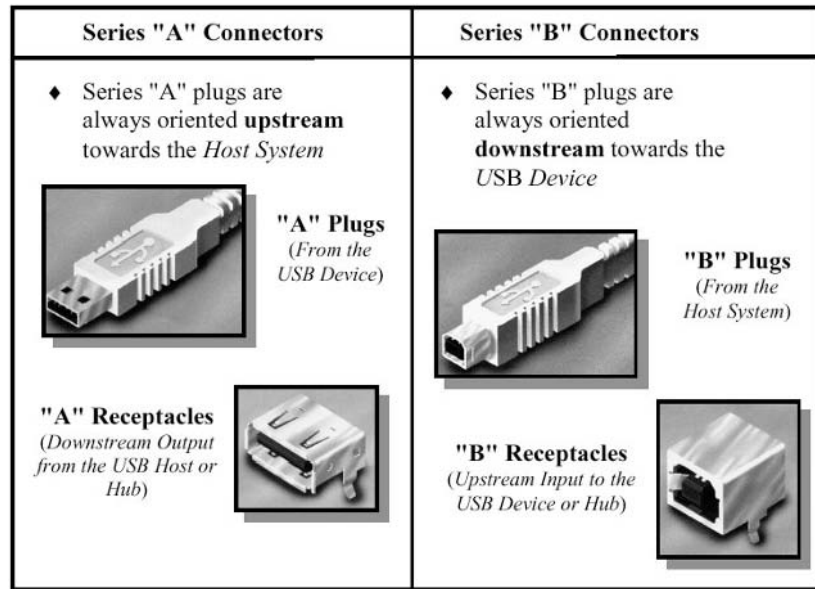 Series "A" Connectors
♦ Series "A" plugs are
always oriented upstream
towards the Host System
"A" Plugs
(From the
USB Device)
"A" Receptacles
(Downstream Output
from the USB Host or
Hub)
Series "B" Connectors
♦ Series "B" plugs are
always oriented
downstream towards the
USB Device
"B" Plugs
(From the
Host System)
"B" Receptacles
(Upstream Input to the
USB Device or Hub)